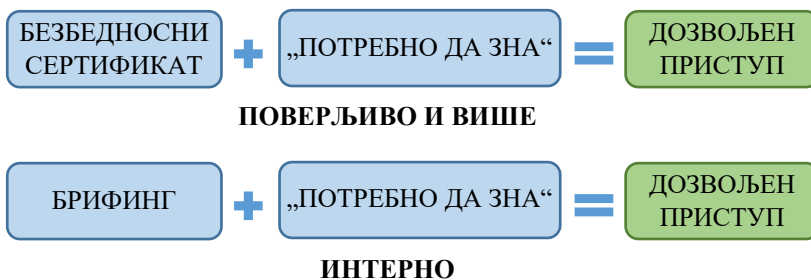 БЕЗБЕДНОСНИ
СЕРТИФИКАТ
„ПОТРЕБНО ДА ЗНА“
ДОЗВОЉЕН
ПРИСТУП
ПОВЕРЉИВО И ВИШЕ
БРИФИНГ
„ПОТРЕБНО ДА ЗНА“
ДОЗВОЉЕН
ПРИСТУП
ИНТЕРНО